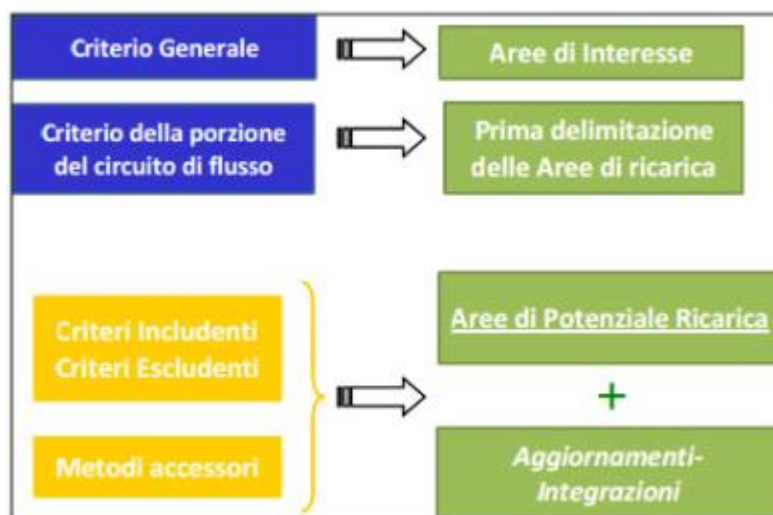 Criterio Generale
Aree di Interesse
Criterio della porzione
del circuito di flusso
Prima delimitazione
delle Aree di ricarica
Criteri Includenti
Criteri Escludenti
Metodi accessori
Aree di Potenziale Ricarica
+
Aggiornamenti-
Integrazioni